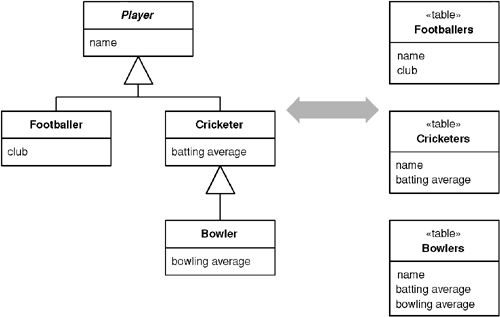 Player
name
Footballer
club
Cricketer
batting average
Bowler
bowling average
«table»
Footballers
name
club
«table»
Cricketers
name
batting average
«table»
Bowlers
name
batting average
bowling average